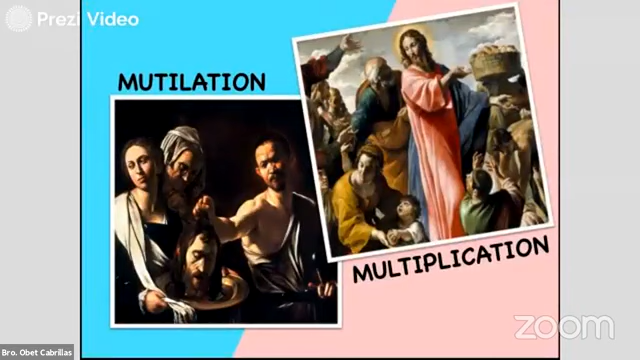 Prezi Video
MUTILATION
MULTIPLICATION
Bro. Obet Cabrillas
zoom